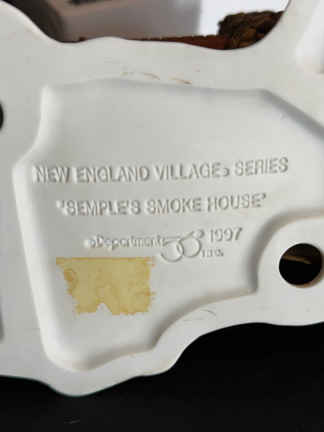 NEW ENGLAND VILLAGE® SERIES
"SEMPLE'S SMOKE HOUSE"
©Department 56® 1997
INC.